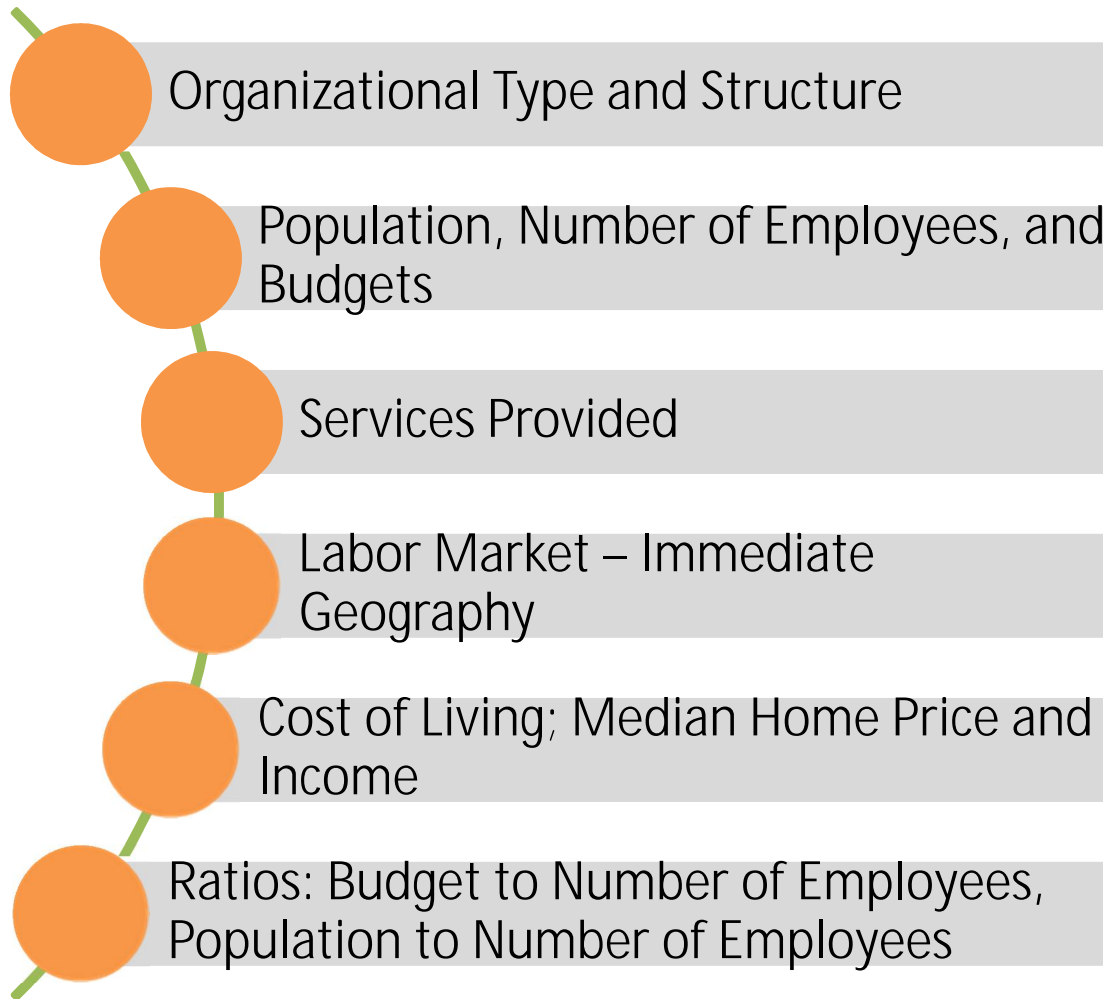 Organizational Type and Structure
Population, Number of Employees, and
Budgets
Services Provided
Labor Market – Immediate
Geography
Cost of Living; Median Home Price and
Income
Ratios: Budget to Number of Employees,
Population to Number of Employees